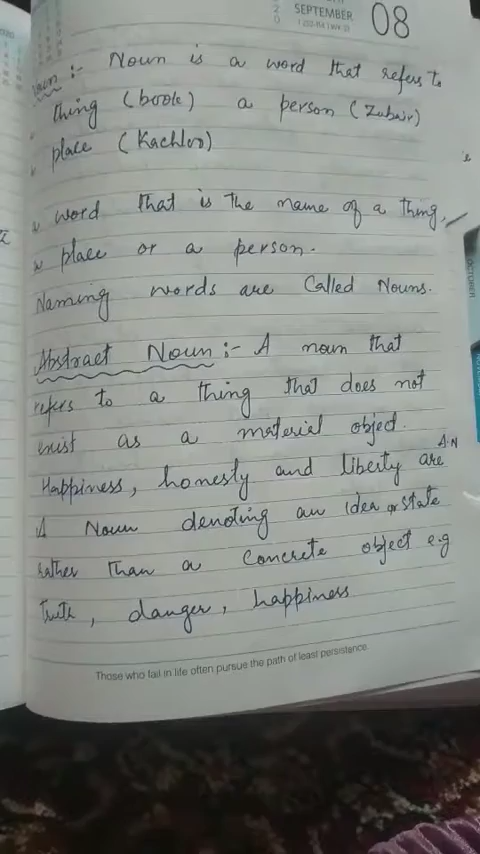 SEPTEMBER 08
Noun :- Noun is a word that refers to
thing (book) a person (Zubair)
place (Kachloo)
a word that is the name of a thing,
a place or a person.
Naming words are Called Nouns.
Abstract Noun :- A noun that
refers to a thing that does not
exist as a material object.
A.N
Happiness, honesty and liberty are
A Noun denoting an idea or state
rather than a concrete object e.g
truth, danger, happiness
Those who fail in life often pursue the path of least persistence.
OCTOBER